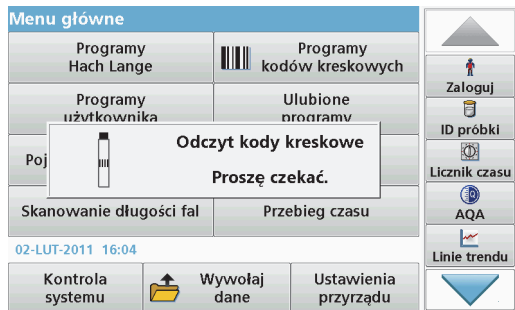 Menu główne
Programy
Hach Lange
Programy
kodów kreskowych
Programy
użytkownika
Ulubione
programy
Odczyt kody kreskowe
Proszę czekać.
Poj
Skanowanie długości fal
Przebieg czasu
02-LUT-2011 16:04
Kontrola
systemu
Wywołaj
dane
Ustawienia
przyrządu
Zaloguj
ID próbki
Licznik czasu
AQA
Linie trendu